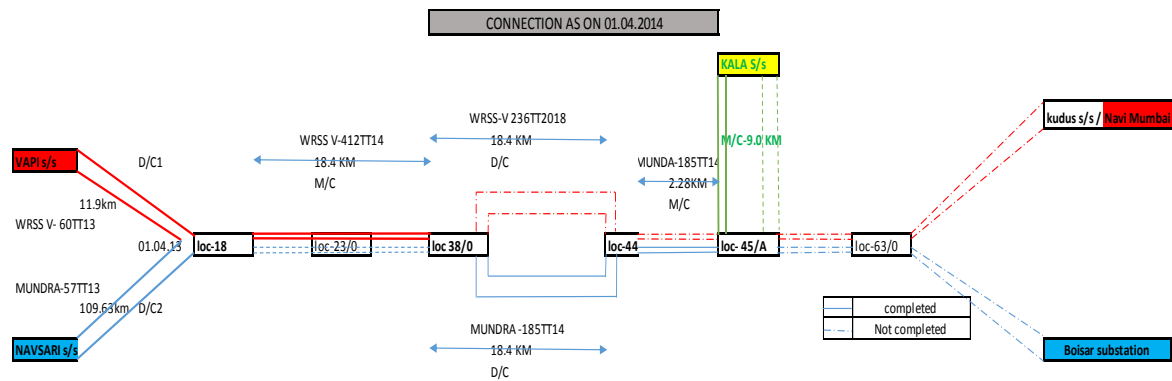 CONNECTION AS ON 01.04.2014
KALA S/s
kudus s/s / Navi Mumbai
WRSS V-412TT14
18.4 KM
M/C
WRSS-V 236TT2018
18.4 KM
D/C
M/C-9.0 KM
MUNDA-185TT14
2.28KM
M/C
VAPI s/s
D/C1
11.9km
WRSS V- 60TT13
01.04.13
loc-18
loc-23/0
loc 38/0
loc-44
loc- 45/A
loc-63/0
MUNDRA-57TT13
109.63km D/C2
NAVSARI s/s
MUNDRA -185TT14
18.4 KM
D/C
completed
Not completed
Boisar substation